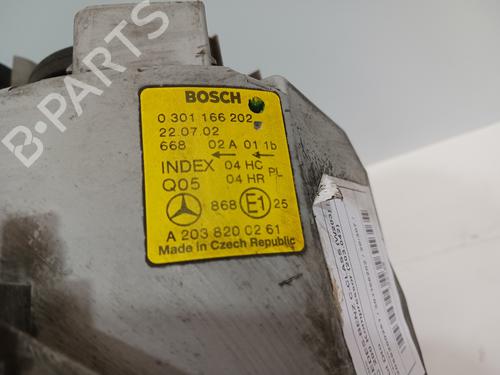 B-PARTS
BOSCH
0 301 166 202
22.07.02
668 02 A 01 1b
INDEX 04 HC
Q05 04 HR PL
868 E1 25
A 203 820 02 61
Made in Czech Republic